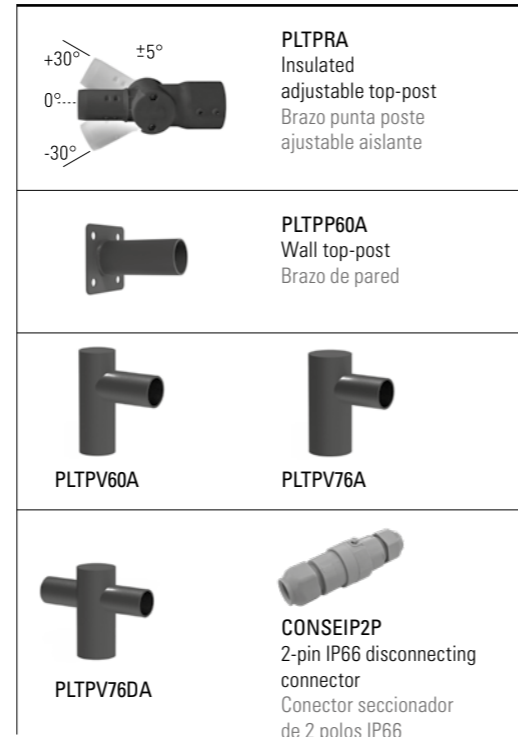 +30°
±5°
0°
-30°
PLTPRA
Insulated
adjustable top-post
Brazo punta poste
ajustable aislante
PLTPP60A
Wall top-post
Brazo de pared
PLTPV60A
PLTPV76A
PLTPV76DA
CONSEIP2P
2-pin IP66 disconnecting
connector
Conector seccionador
de 2 polos IP66